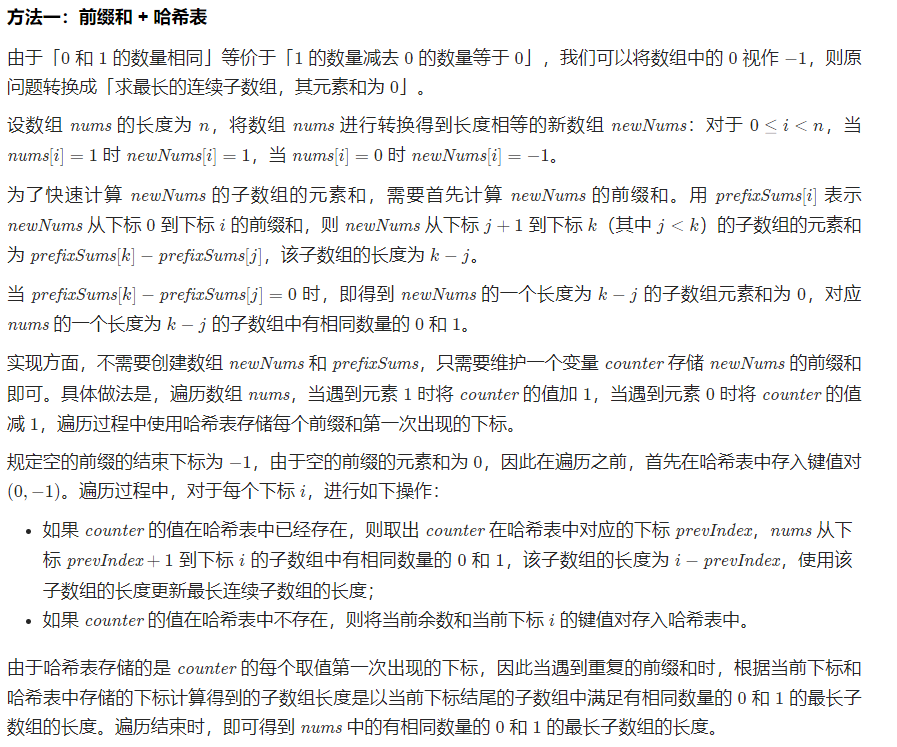 方法一：前缀和 + 哈希表
由于「0 和 1 的数量相同」等价于「1 的数量减去 0 的数量等于 0」，我们可以将数组中的 0 视作 −1，则原
问题转换成「求最长的连续子数组，其元素和为 0」。
设数组 nums 的长度为 n，将数组 nums 进行转换得到长度相等的新数组 newNums：对于 0 ≤ i < n，当
nums[i] = 1 时 newNums[i] = 1，当 nums[i] = 0 时 newNums[i] = −1。
为了快速计算 newNums 的子数组的元素和，需要首先计算 newNums 的前缀和。用 prefixSums[i] 表示
newNums 从下标 0 到下标 i 的前缀和，则 newNums 从下标 j + 1 到下标 k（其中 j < k）的子数组的元素和
为 prefixSums[k] − prefixSums[j]，该子数组的长度为 k − j。
当 prefixSums[k] − prefixSums[j] = 0 时，即得到 newNums 的一个长度为 k − j 的子数组元素和为 0，对应
nums 的一个长度为 k − j 的子数组中有相同数量的 0 和 1。
实现方面，不需要创建数组 newNums 和 prefixSums，只需要维护一个变量 counter 存储 newNums 的前缀和
即可。具体做法是，遍历数组 nums，当遇到元素 1 时将 counter 的值加 1，当遇到元素 0 时将 counter 的值
减 1，遍历过程中使用哈希表存储每个前缀和第一次出现的下标。
规定空的前缀的结束下标为 −1，由于空的前缀的元素和为 0，因此在遍历之前，首先在哈希表中存入键值对
(0, −1)。遍历过程中，对于每个下标 i，进行如下操作：
• 如果 counter 的值在哈希表中已经存在，则取出 counter 在哈希表中对应的下标 prevIndex，nums 从下
标 prevIndex + 1 到下标 i 的子数组中有相同数量的 0 和 1，该子数组的长度为 i − prevIndex，使用该
子数组的长度更新最长连续子数组的长度；
• 如果 counter 的值在哈希表中不存在，则将当前余数和当前下标 i 的键值对存入哈希表中。
由于哈希表存储的是 counter 的每个取值第一次出现的下标，因此当遇到重复的前缀和时，根据当前下标和
哈希表中存储的下标计算得到的子数组长度是以当前下标结尾的子数组中满足有相同数量的 0 和 1 的最长子
数组的长度。遍历结束时，即可得到 nums 中的有相同数量的 0 和 1 的最长子数组的长度。